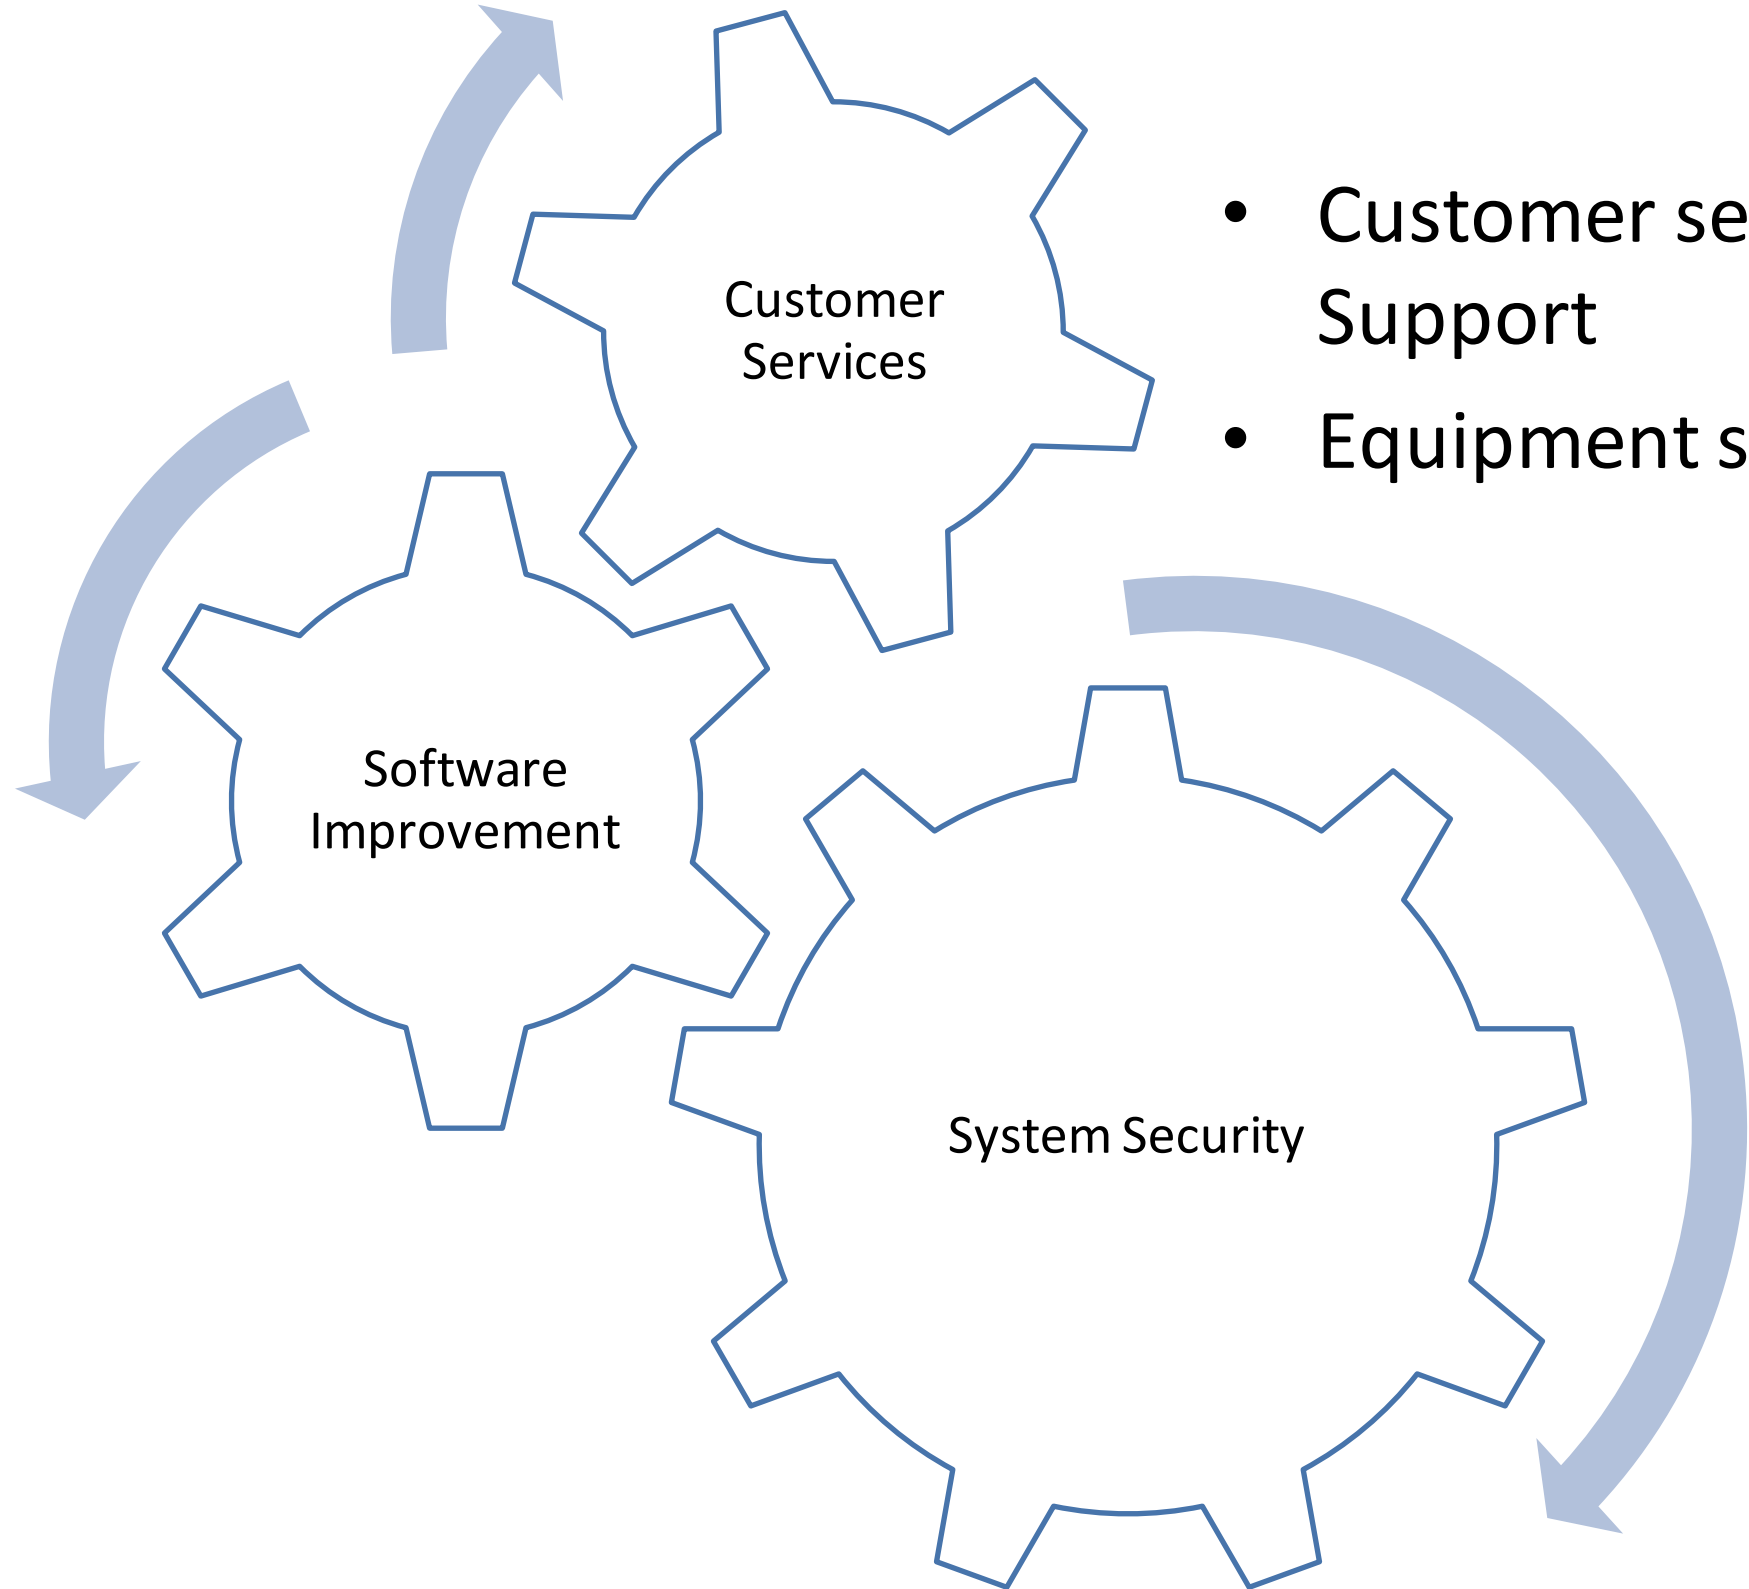 Customer
Services
• Customer se
Support
• Equipment s
Software
Improvement
System Security